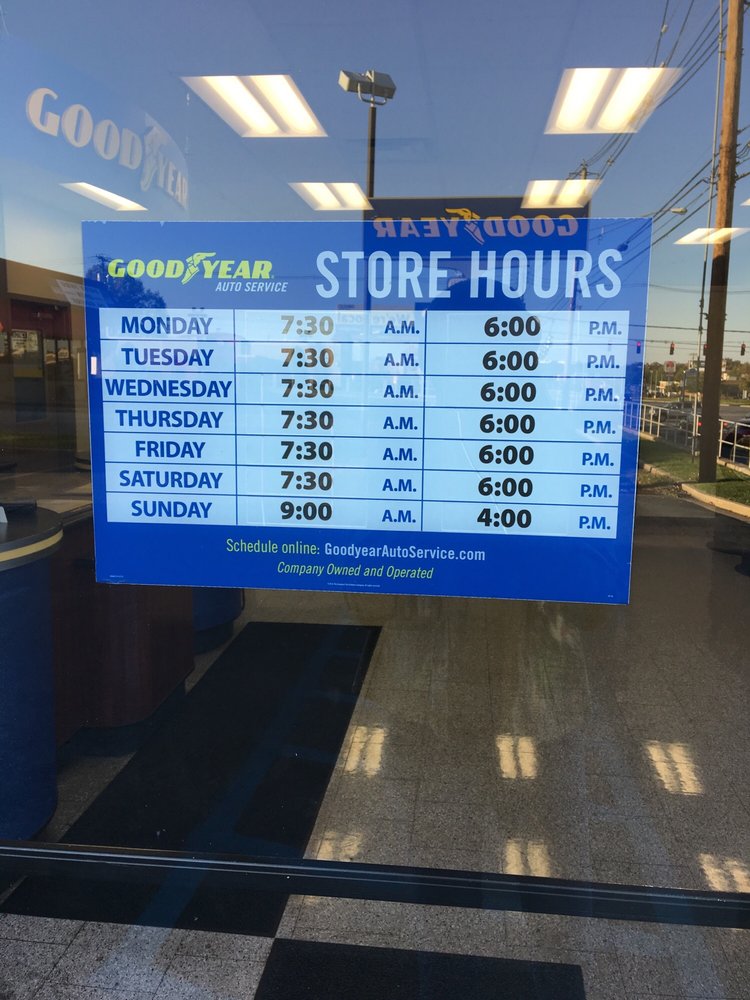 GOODYEAR
GOODYEAR
GOODYEAR
AUTO SERVICE
STORE HOURS
MONDAY 7:30 A.M. 6:00 P.M.
TUESDAY 7:30 A.M. 6:00 P.M.
WEDNESDAY 7:30 A.M. 6:00 P.M.
THURSDAY 7:30 A.M. 6:00 P.M.
FRIDAY 7:30 A.M. 6:00 P.M.
SATURDAY 7:30 A.M. 6:00 P.M.
SUNDAY 9:00 A.M. 4:00 P.M.
Schedule online: GoodyearAutoService.com
Company Owned and Operated